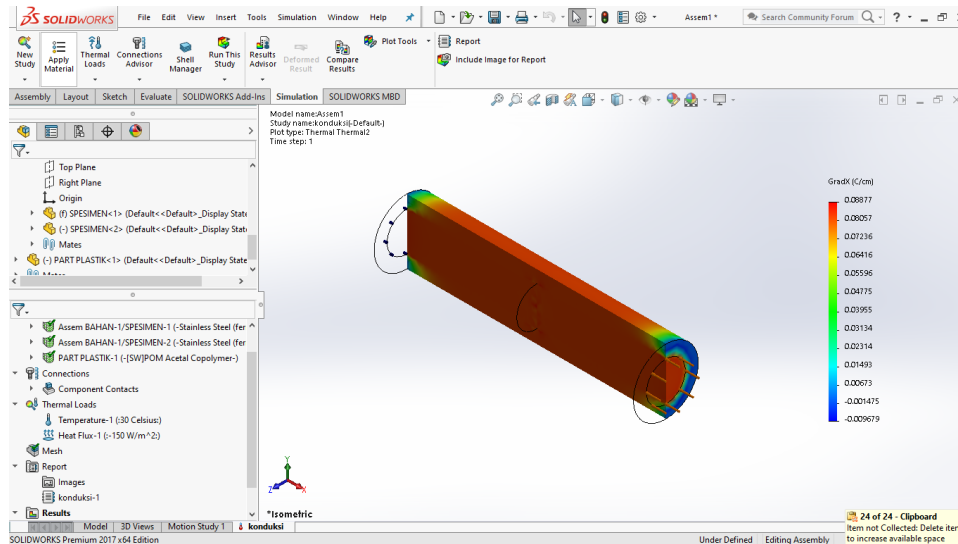 SOLIDWORKS File Edit View Insert Tools Simulation Window Help Assem1 * Search Community Forum ?
New Study
Apply Material
Thermal Loads
Connections Advisor
Shell Manager
Run This Study
Results Advisor
Deformed Result
Compare Results
Plot Tools
Report
Include Image for Report
Assembly Layout Sketch Evaluate SOLIDWORKS Add-Ins Simulation SOLIDWORKS MBD
Model name:Assem1
Study name:konduksi(-Default-)
Plot type: Thermal Thermal2
Time step: 1
Top Plane
Right Plane
Origin
(f) SPESIMEN<1> (Default<<Default>_Display State
(-) SPESIMEN<2> (Default<<Default>_Display State
Mates
(-) PART PLASTIK<1> (Default<<Default>_Display State
Mates
Assem BAHAN-1/SPESIMEN-1 (-Stainless Steel (fer
Assem BAHAN-1/SPESIMEN-2 (-Stainless Steel (fer
PART PLASTIK-1 (-[SW]POM Acetal Copolymer-)
Connections
Component Contacts
Thermal Loads
Temperature-1 (:30 Celsius:)
Heat Flux-1 (:-150 W/m^2:)
Mesh
Report
Images
konduksi-1
Results
GradX (C/cm)
0.08877
0.08057
0.07236
0.06416
0.05596
0.04775
0.03955
0.03134
0.02314
0.01493
0.00673
-0.001475
-0.009679
Y
Z
X
*Isometric
Model 3D Views Motion Study 1 konduksi
SOLIDWORKS Premium 2017 x64 Edition
Under Defined Editing Assembly
24 of 24 - Clipboard
Item not Collected: Delete iter
to increase available space